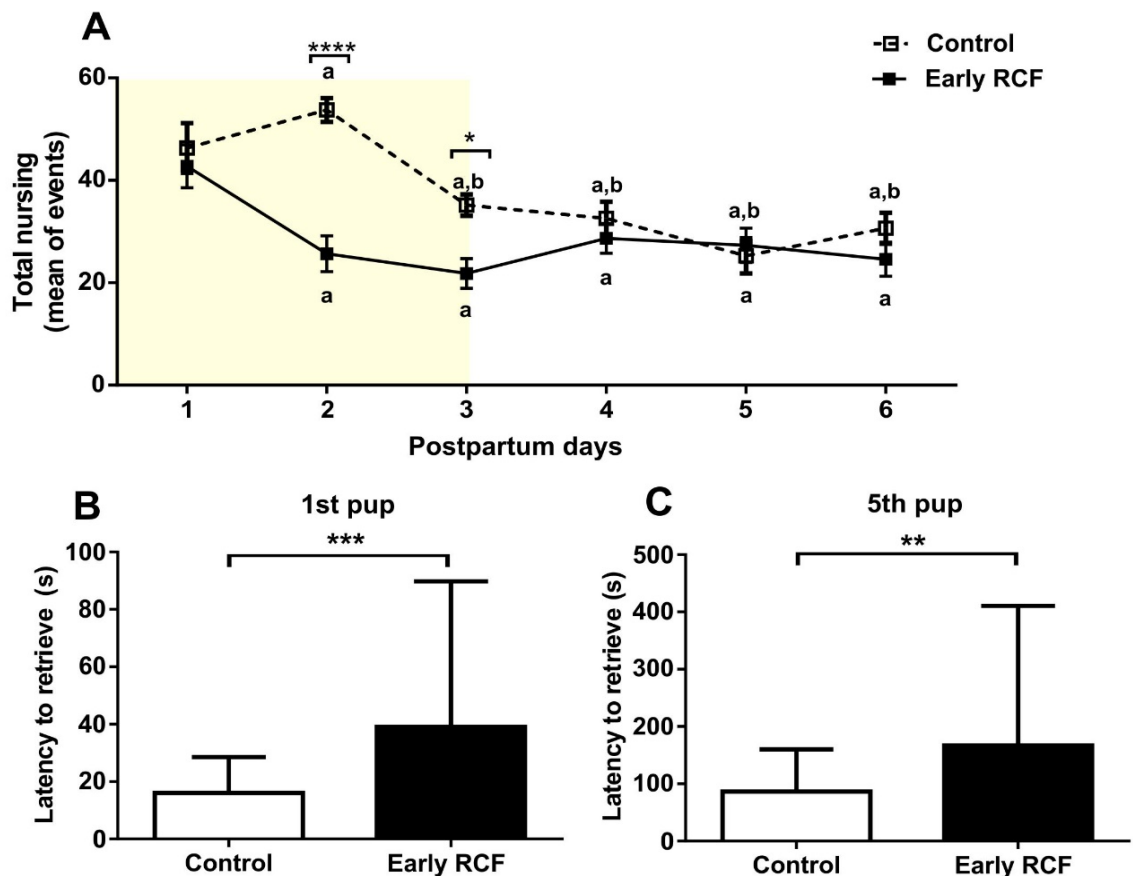 A
Control
Early RCF
****
a
*
a,b
a,b
a,b
a,b
a
a
a
a
a
60
40
20
0
Total nursing
(mean of events)
1 2 3 4 5 6
Postpartum days
B
1st pup
***
100
80
60
40
20
0
Latency to retrieve (s)
Control Early RCF
C
5th pup
**
500
400
300
200
100
0
Latency to retrieve (s)
Control Early RCF